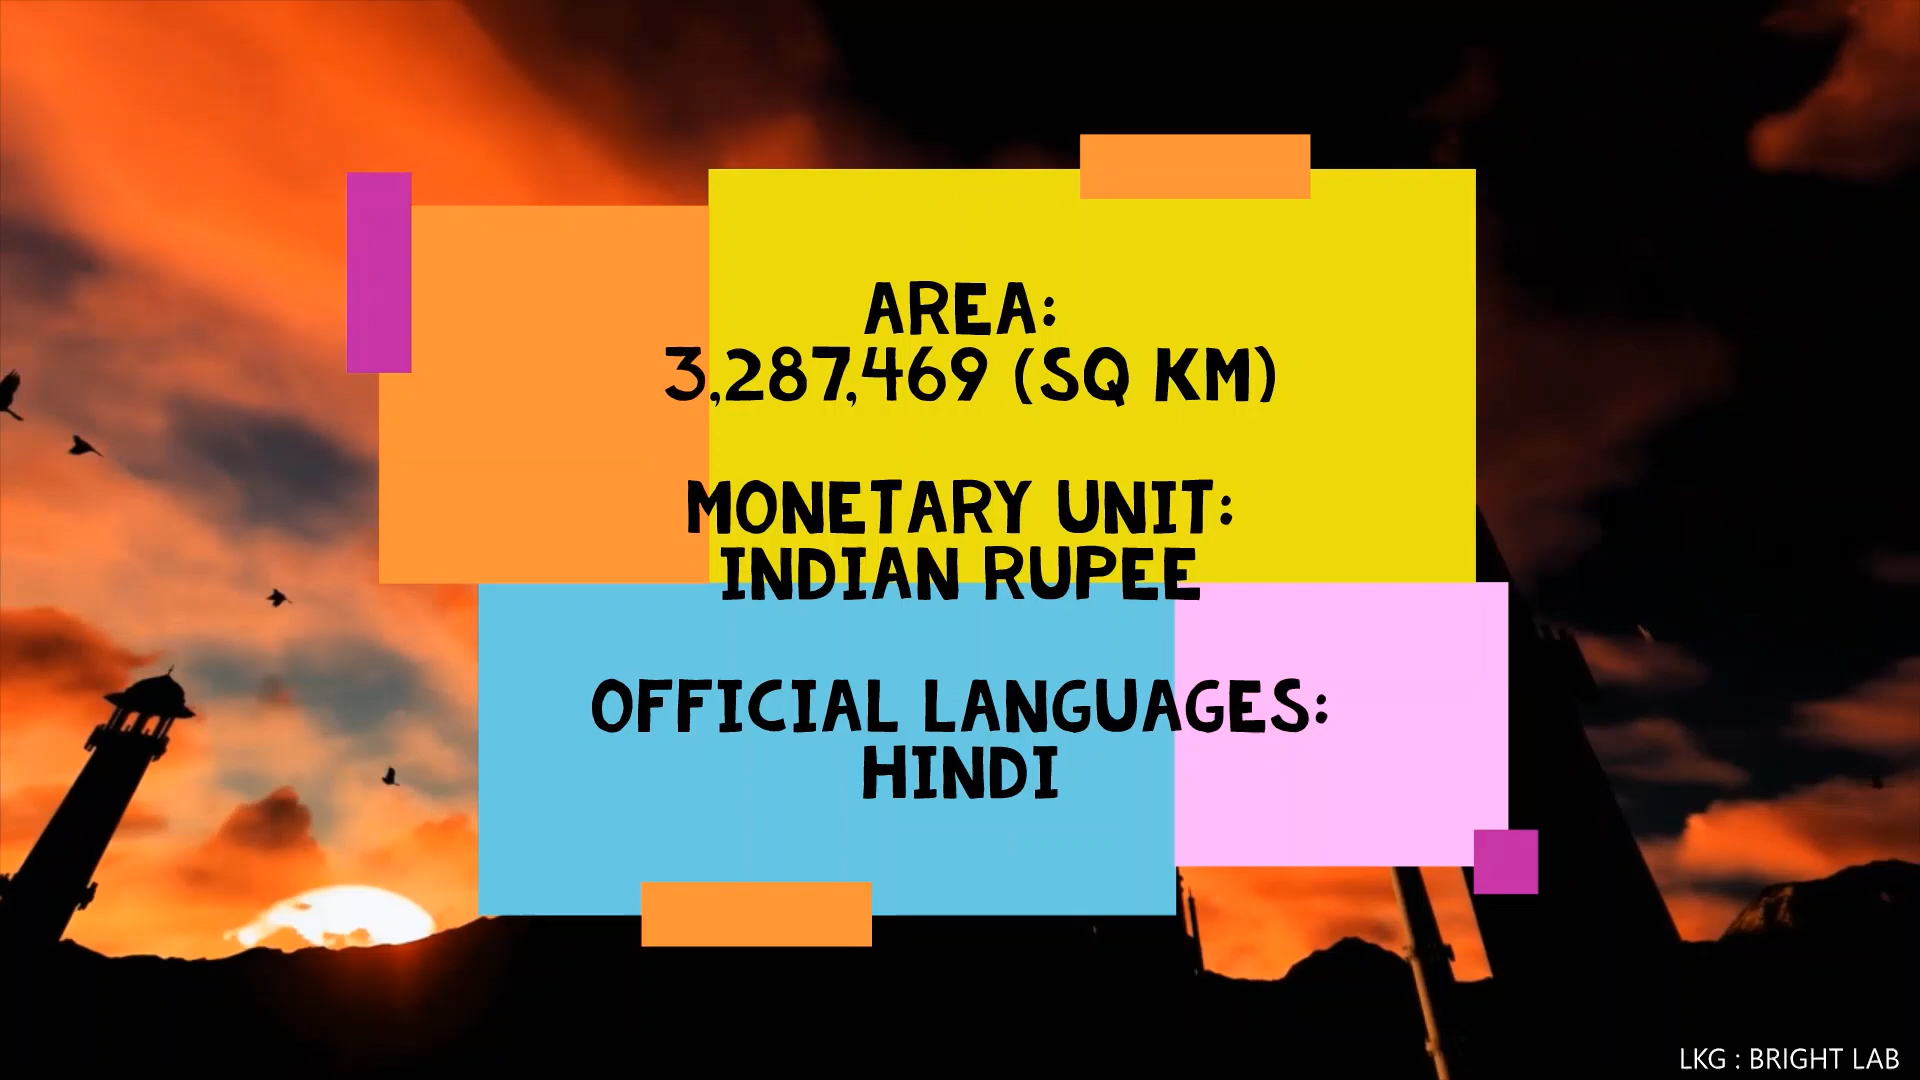 AREA:
3,287,469 (SQ KM)
MONETARY UNIT:
INDIAN RUPEE
OFFICIAL LANGUAGES:
HINDI
LKG : BRIGHT LAB